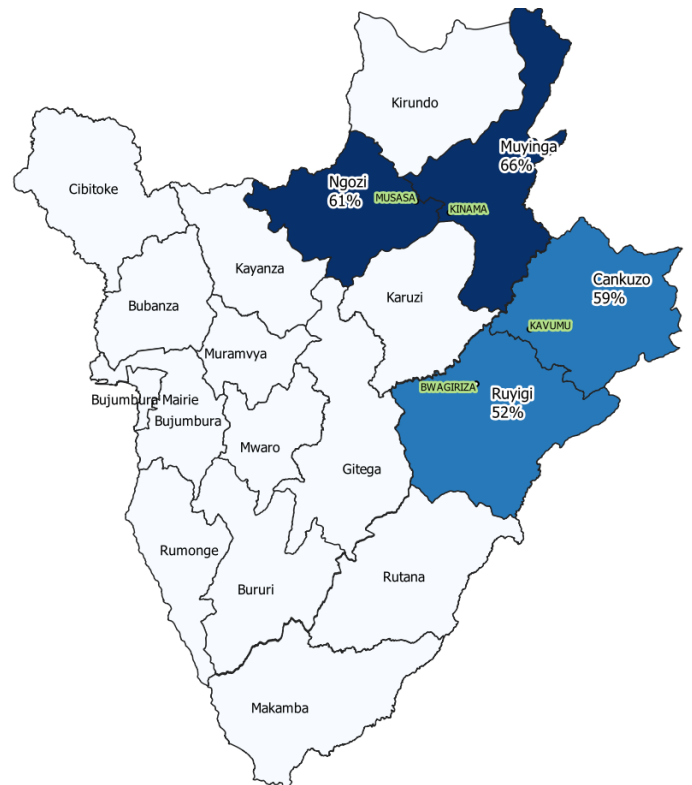 Kirundo
Muyinga
66%
Ngozi
61%
MUSASA
KINAMA
Cibitoke
Kayanza
Cankuzo
59%
Karuzi
Bubanza
KAVUMU
Muramvya
BWAGIRIZA
Ruyigi
52%
Bujumbura Mairie
Bujumbura
Mwaro
Gitega
Rumonge
Rutana
Bururi
Makamba